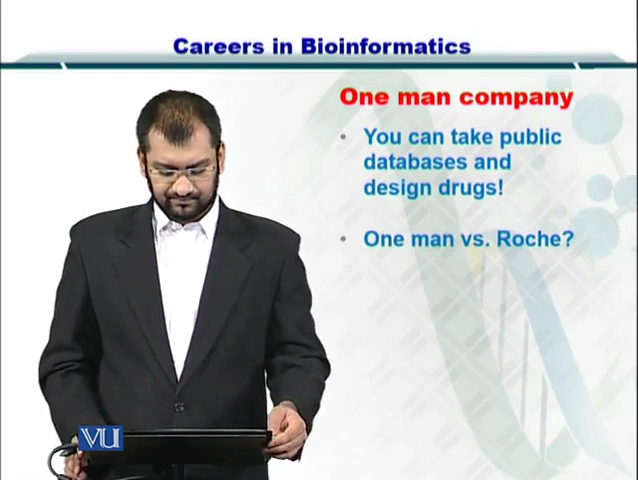 Careers in Bioinformatics
One man company
• You can take public
databases and
design drugs!
• One man vs. Roche?
VU